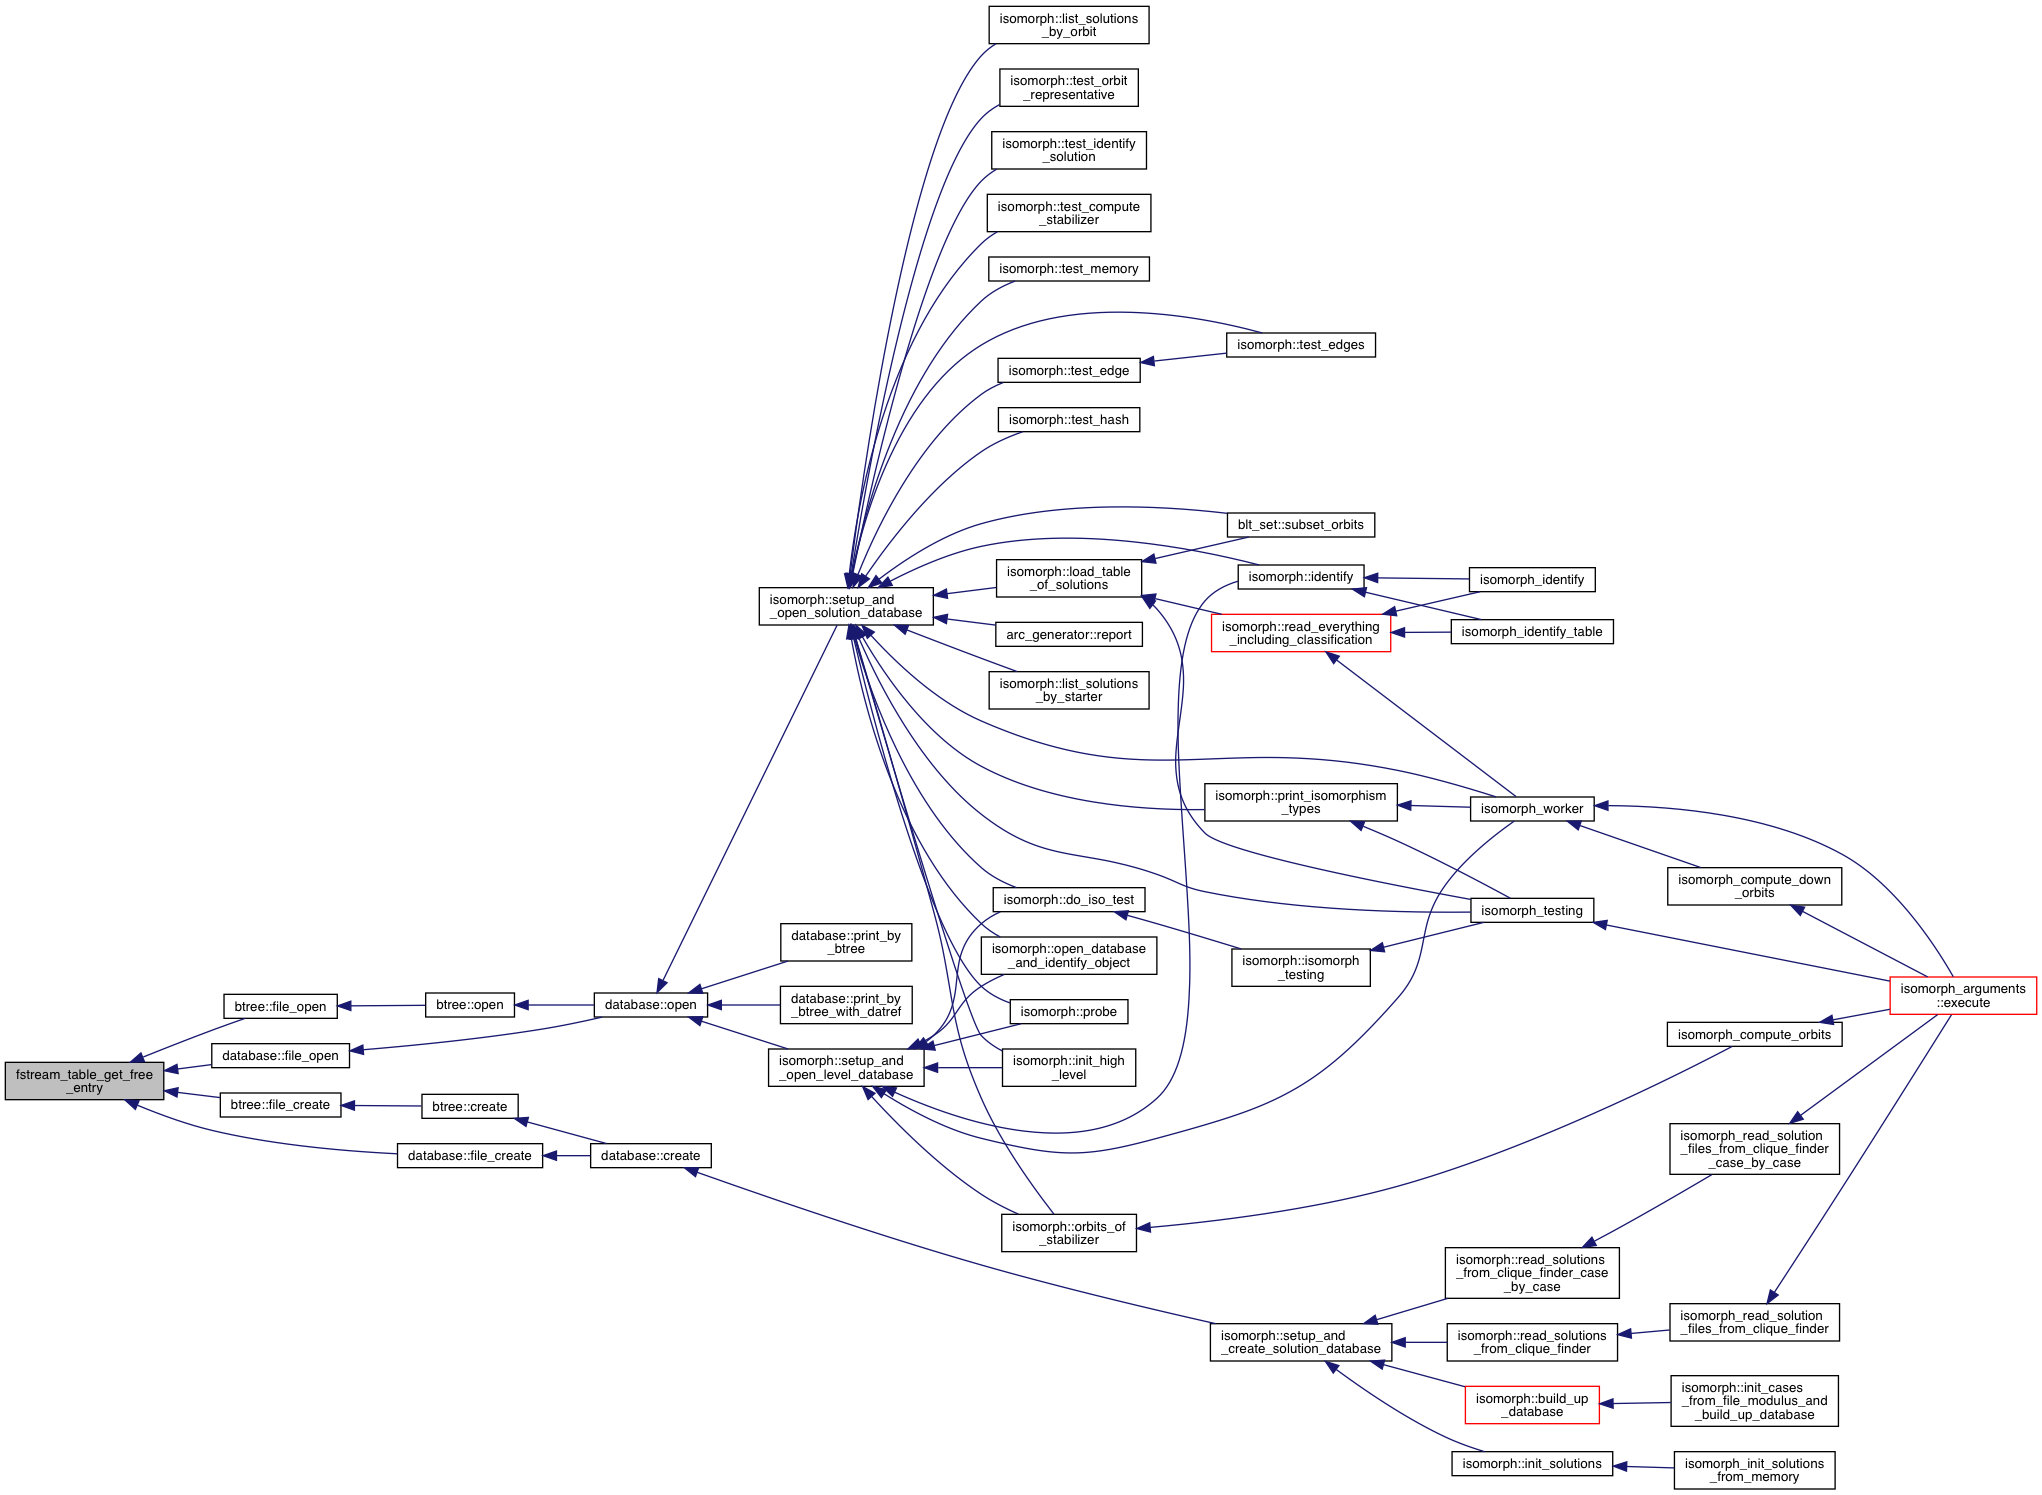 isomorph::list_solutions
_by_orbit
isomorph::test_orbit
_representative
isomorph::test_identify
_solution
isomorph::test_compute
_stabilizer
isomorph::test_memory
isomorph::test_edges
isomorph::test_edge
isomorph::test_hash
blt_set::subset_orbits
isomorph::load_table
_of_solutions
isomorph::identify
isomorph_identify
isomorph::setup_and
_open_solution_database
arc_generator::report
isomorph::read_everything
_including_classification
isomorph_identify_table
isomorph::list_solutions
_by_starter
isomorph::print_isomorphism
_types
isomorph_worker
isomorph_compute_down
_orbits
isomorph::do_iso_test
isomorph_testing
database::print_by
_btree
isomorph::open_database
_and_identify_object
isomorph::isomorph
_testing
isomorph_arguments
::execute
btree::file_open
btree::open
database::open
database::print_by
_btree_with_datref
isomorph::probe
isomorph_compute_orbits
database::file_open
isomorph::setup_and
_open_level_database
isomorph::init_high
_level
fstream_table_get_free
_entry
btree::file_create
btree::create
database::file_create
database::create
isomorph_read_solution
_files_from_clique_finder
_case_by_case
isomorph::orbits_of
_stabilizer
isomorph::read_solutions
_from_clique_finder_case
_by_case
isomorph::setup_and
_create_solution_database
isomorph::read_solutions
_from_clique_finder
isomorph_read_solution
_files_from_clique_finder
isomorph::build_up
_database
isomorph::init_cases
_from_file_modulus_and
_build_up_database
isomorph::init_solutions
isomorph_init_solutions
_from_memory